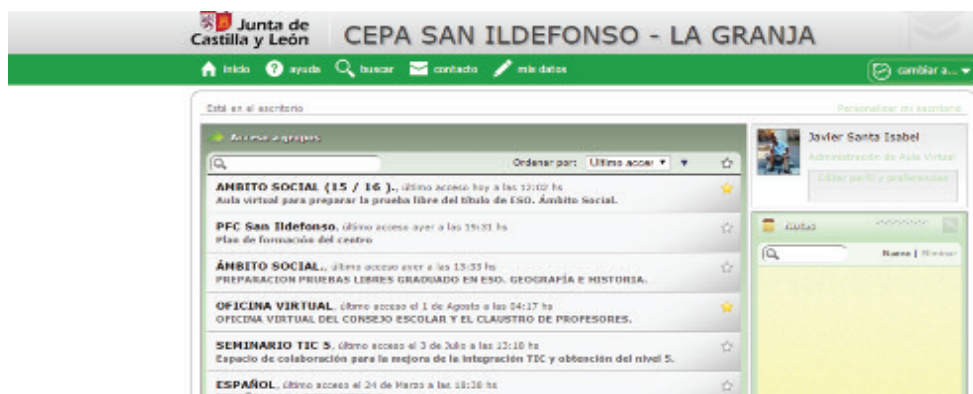 Junta de
Castilla y León
CEPA SAN ILDEFONSO - LA GRANJA
inicio ayuda buscar contacto mis datos
cambiar a...
Está en el escritorio
Personalizar mi escritorio
Acceso a grupos
Ordenar por: Último acces
AMBITO SOCIAL (15 / 16 )., último acceso hoy a las 12:02 hs
Aula virtual para preparar la prueba libre del título de ESO. Ámbito Social.
PFC San Ildefonso, último acceso ayer a las 19:31 hs
Plan de formación del centro
ÁMBITO SOCIAL., último acceso ayer a las 13:33 hs
PREPARACION PRUEBAS LIBRES GRADUADO EN ESO. GEOGRAFÍA E HISTORIA.
OFICINA VIRTUAL, último acceso el 1 de Agosto a las 04:17 hs
OFICINA VIRTUAL DEL CONSEJO ESCOLAR Y EL CLAUSTRO DE PROFESORES.
SEMINARIO TIC 5, último acceso el 3 de Julio a las 13:10 hs
Espacio de colaboración para la mejora de la integración TIC y obtención del nivel 5.
ESPAÑOL, último acceso el 24 de Marzo a las
Javier Santa Isabel
Administración de Aula Virtual
Editar perfil y preferencias
notas
Nueva | Eliminar